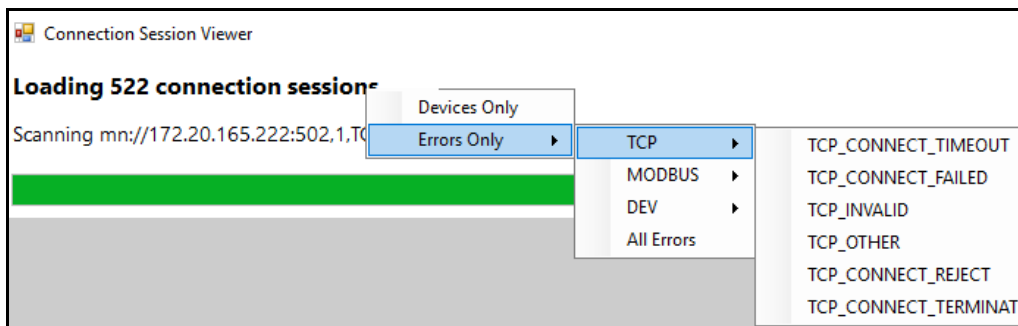 Connection Session Viewer
Loading 522 connection sessions
Scanning mn://172.20.165.222:502,1,TC
Devices Only
Errors Only
TCP
MODBUS
DEV
All Errors
TCP_CONNECT_TIMEOUT
TCP_CONNECT_FAILED
TCP_INVALID
TCP_OTHER
TCP_CONNECT_REJECT
TCP_CONNECT_TERMINAT